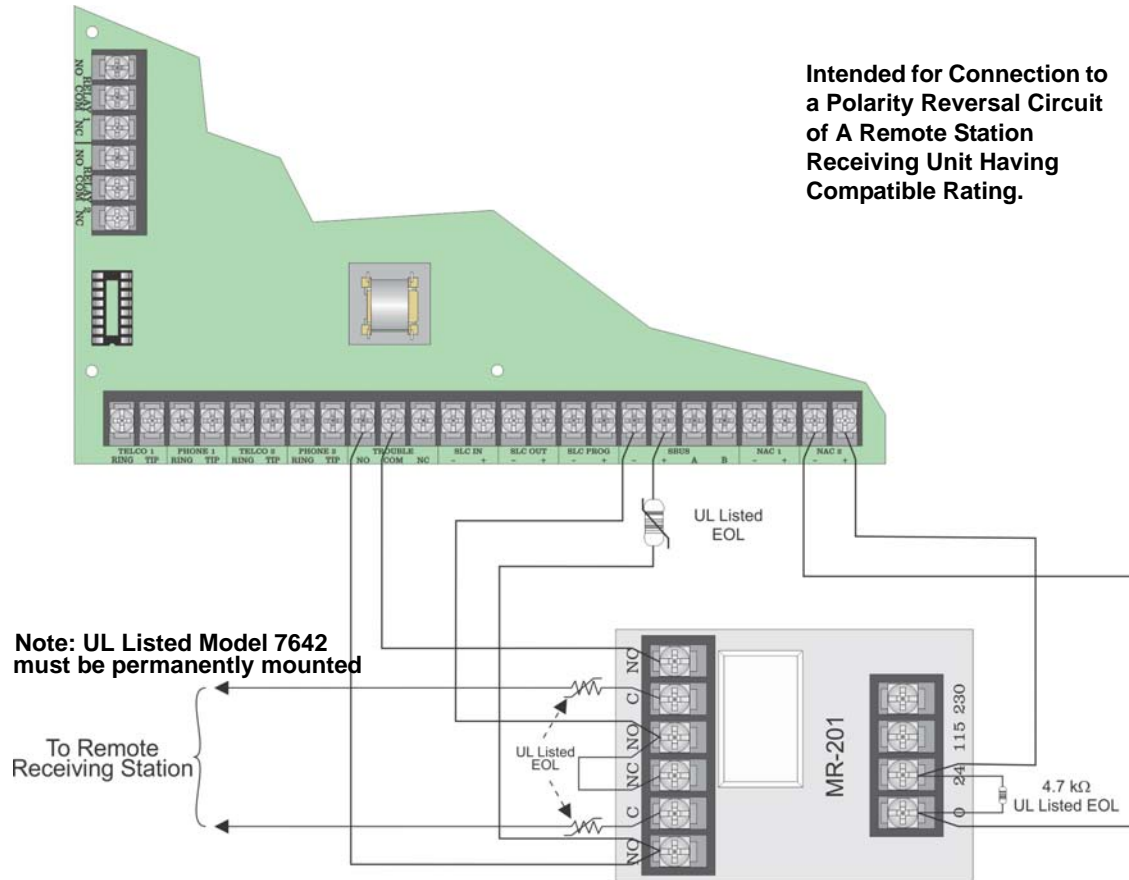 Intended for Connection to
a Polarity Reversal Circuit
of A Remote Station
Receiving Unit Having
Compatible Rating.
NO COM NC NO COM NC
RELAY 1 RELAY 2
TELCO 1 PHONE 1 TELCO 2 PHONE 2 TROUBLE SLC IN SLC OUT SLC PROG SBUS NAC 1 NAC 2
RING TIP RING TIP RING TIP RING TIP NO COM NC - + - + - + - + A B - + - +
UL Listed
EOL
Note: UL Listed Model 7642
must be permanently mounted
To Remote
Receiving Station
UL Listed
EOL
NO
C
NO
NC
C
NO
MR-201
230
115
24
0
4.7 kΩ
UL Listed EOL